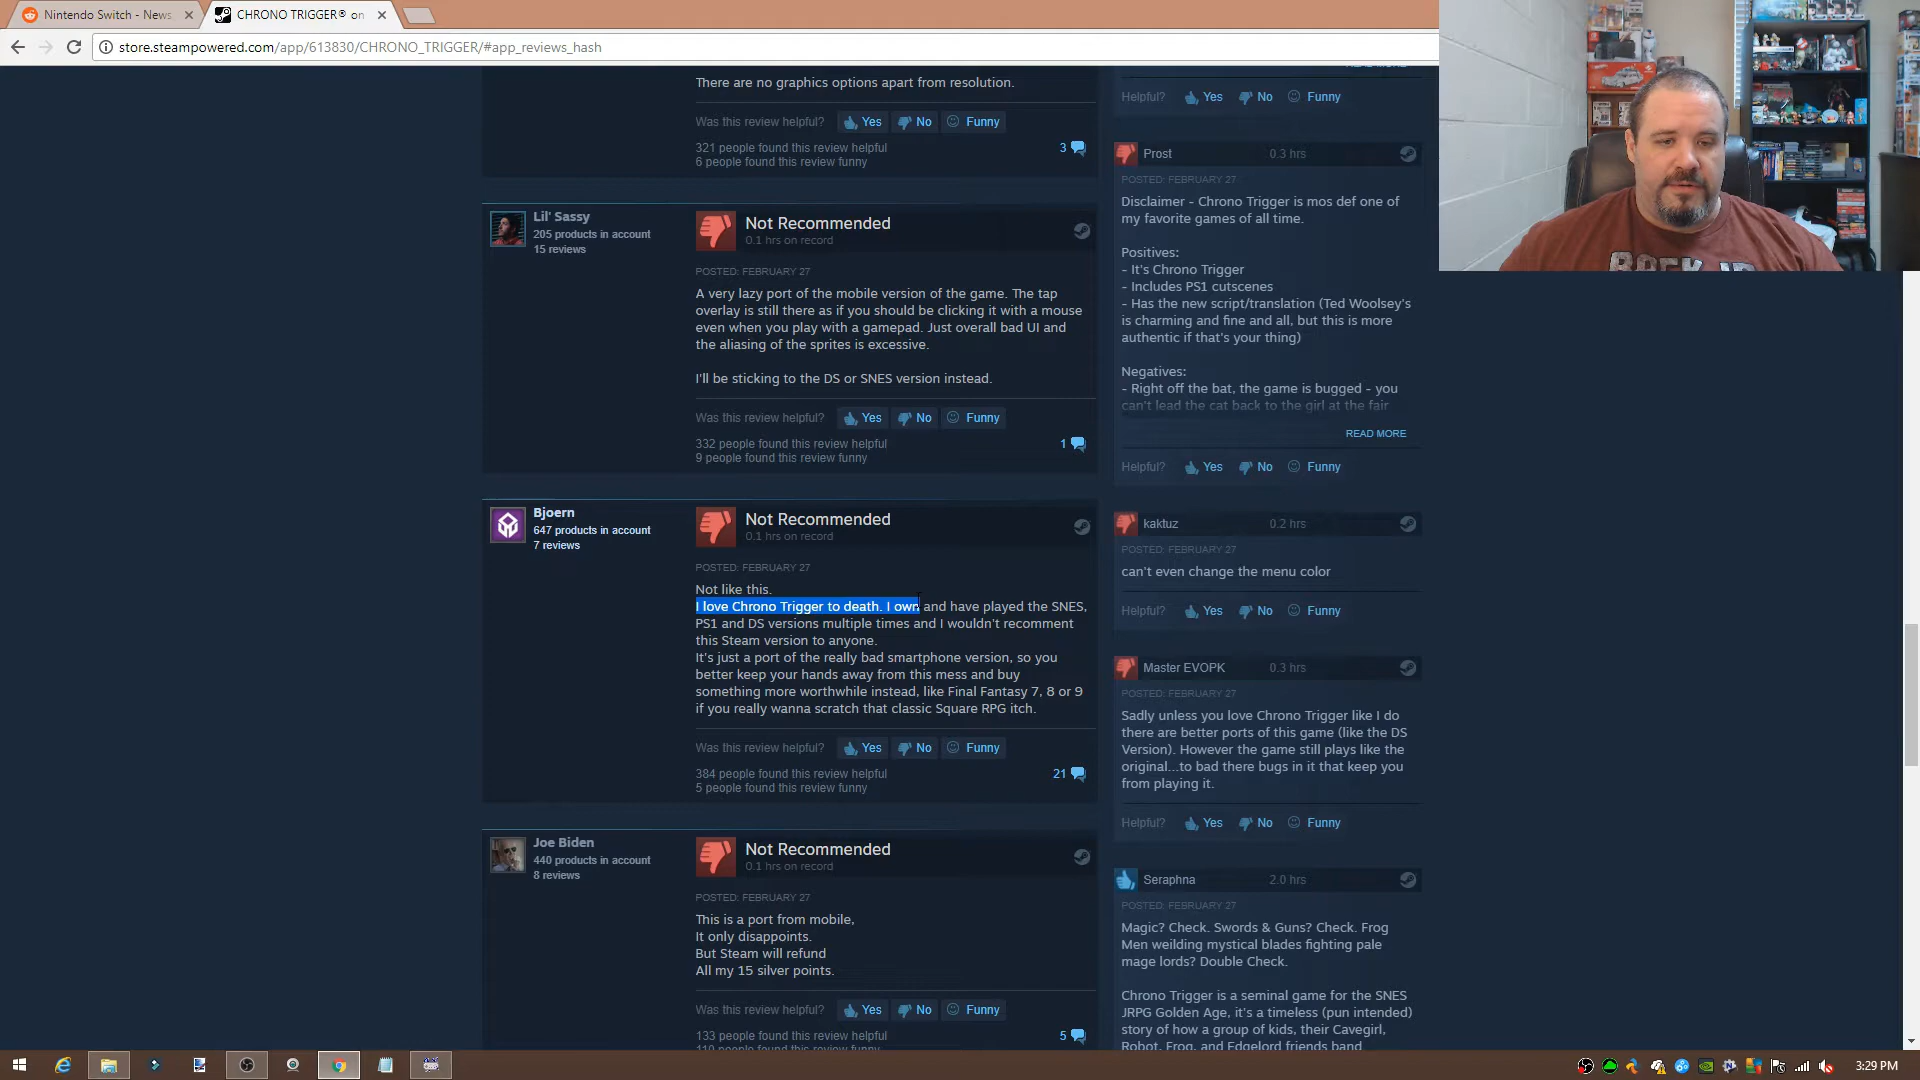 Nintendo Switch - News
CHRONO TRIGGER® on
store.steampowered.com/app/613830/CHRONO_TRIGGER/#app_reviews_hash
There are no graphics options apart from resolution.
Was this review helpful? Yes No Funny
321 people found this review helpful
6 people found this review funny
3
Lil' Sassy
205 products in account
15 reviews
Not Recommended
0.1 hrs on record
POSTED: FEBRUARY 27
A very lazy port of the mobile version of the game. The tap
overlay is still there as if you should be clicking it with a mouse
even when you play with a gamepad. Just overall bad UI and
the aliasing of the sprites is excessive.
I'll be sticking to the DS or SNES version instead.
Was this review helpful? Yes No Funny
332 people found this review helpful
9 people found this review funny
1
Bjoern
647 products in account
7 reviews
Not Recommended
0.1 hrs on record
POSTED: FEBRUARY 27
Not like this.
I love Chrono Trigger to death. I own and have played the SNES,
PS1 and DS versions multiple times and I wouldn't recomment
this Steam version to anyone.
It's just a port of the really bad smartphone version, so you
better keep your hands away from this mess and buy
something more worthwhile instead, like Final Fantasy 7, 8 or 9
if you really wanna scratch that classic Square RPG itch.
Was this review helpful? Yes No Funny
384 people found this review helpful
5 people found this review funny
21
Joe Biden
440 products in account
8 reviews
Not Recommended
0.1 hrs on record
POSTED: FEBRUARY 27
This is a port from mobile,
It only disappoints.
But Steam will refund
All my 15 silver points.
Was this review helpful? Yes No Funny
133 people found this review helpful
110 people found this review funny
5
READ MORE
Helpful? Yes No Funny
Prost 0.3 hrs
POSTED: FEBRUARY 27
Disclaimer - Chrono Trigger is mos def one of
my favorite games of all time.
Positives:
- It's Chrono Trigger
- Includes PS1 cutscenes
- Has the new script/translation (Ted Woolsey's
is charming and fine and all, but this is more
authentic if that's your thing)
Negatives:
- Right off the bat, the game is bugged - you
can't lead the cat back to the girl at the fair
READ MORE
Helpful? Yes No Funny
kaktuz 0.2 hrs
POSTED: FEBRUARY 27
can't even change the menu color
Helpful? Yes No Funny
Master EVOPK 0.3 hrs
POSTED: FEBRUARY 27
Sadly unless you love Chrono Trigger like I do
there are better ports of this game (like the DS
Version). However the game still plays like the
original...to bad there bugs in it that keep you
from playing it.
Helpful? Yes No Funny
Seraphna 2.0 hrs
POSTED: FEBRUARY 27
Magic? Check. Swords & Guns? Check. Frog
Men weilding mystical blades fighting pale
mage lords? Double Check.
Chrono Trigger is a seminal game for the SNES
JRPG Golden Age, it's a timeless (pun intended)
story of how a group of kids, their Cavegirl,
Robot, Frog, and Edgelord friends band
3:29 PM